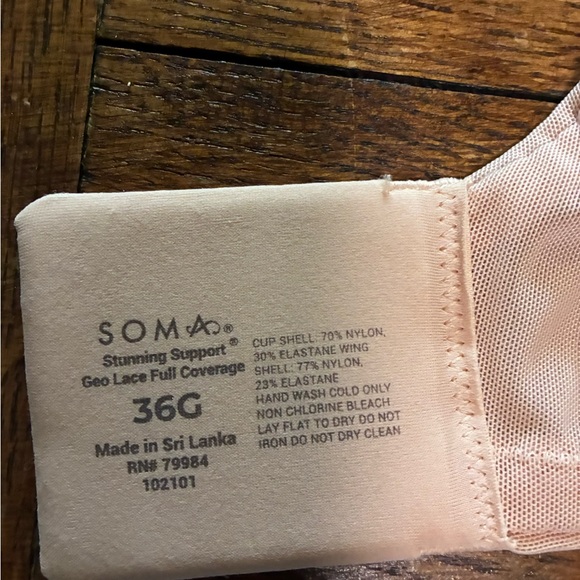 SOMA®
Stunning Support®
Geo Lace Full Coverage
36G
Made in Sri Lanka
RN# 79984
102101
CUP SHELL: 70% NYLON,
30% ELASTANE WING
SHELL: 77% NYLON,
23% ELASTANE
HAND WASH COLD ONLY
NON CHLORINE BLEACH
LAY FLAT TO DRY DO NOT
IRON DO NOT DRY CLEAN